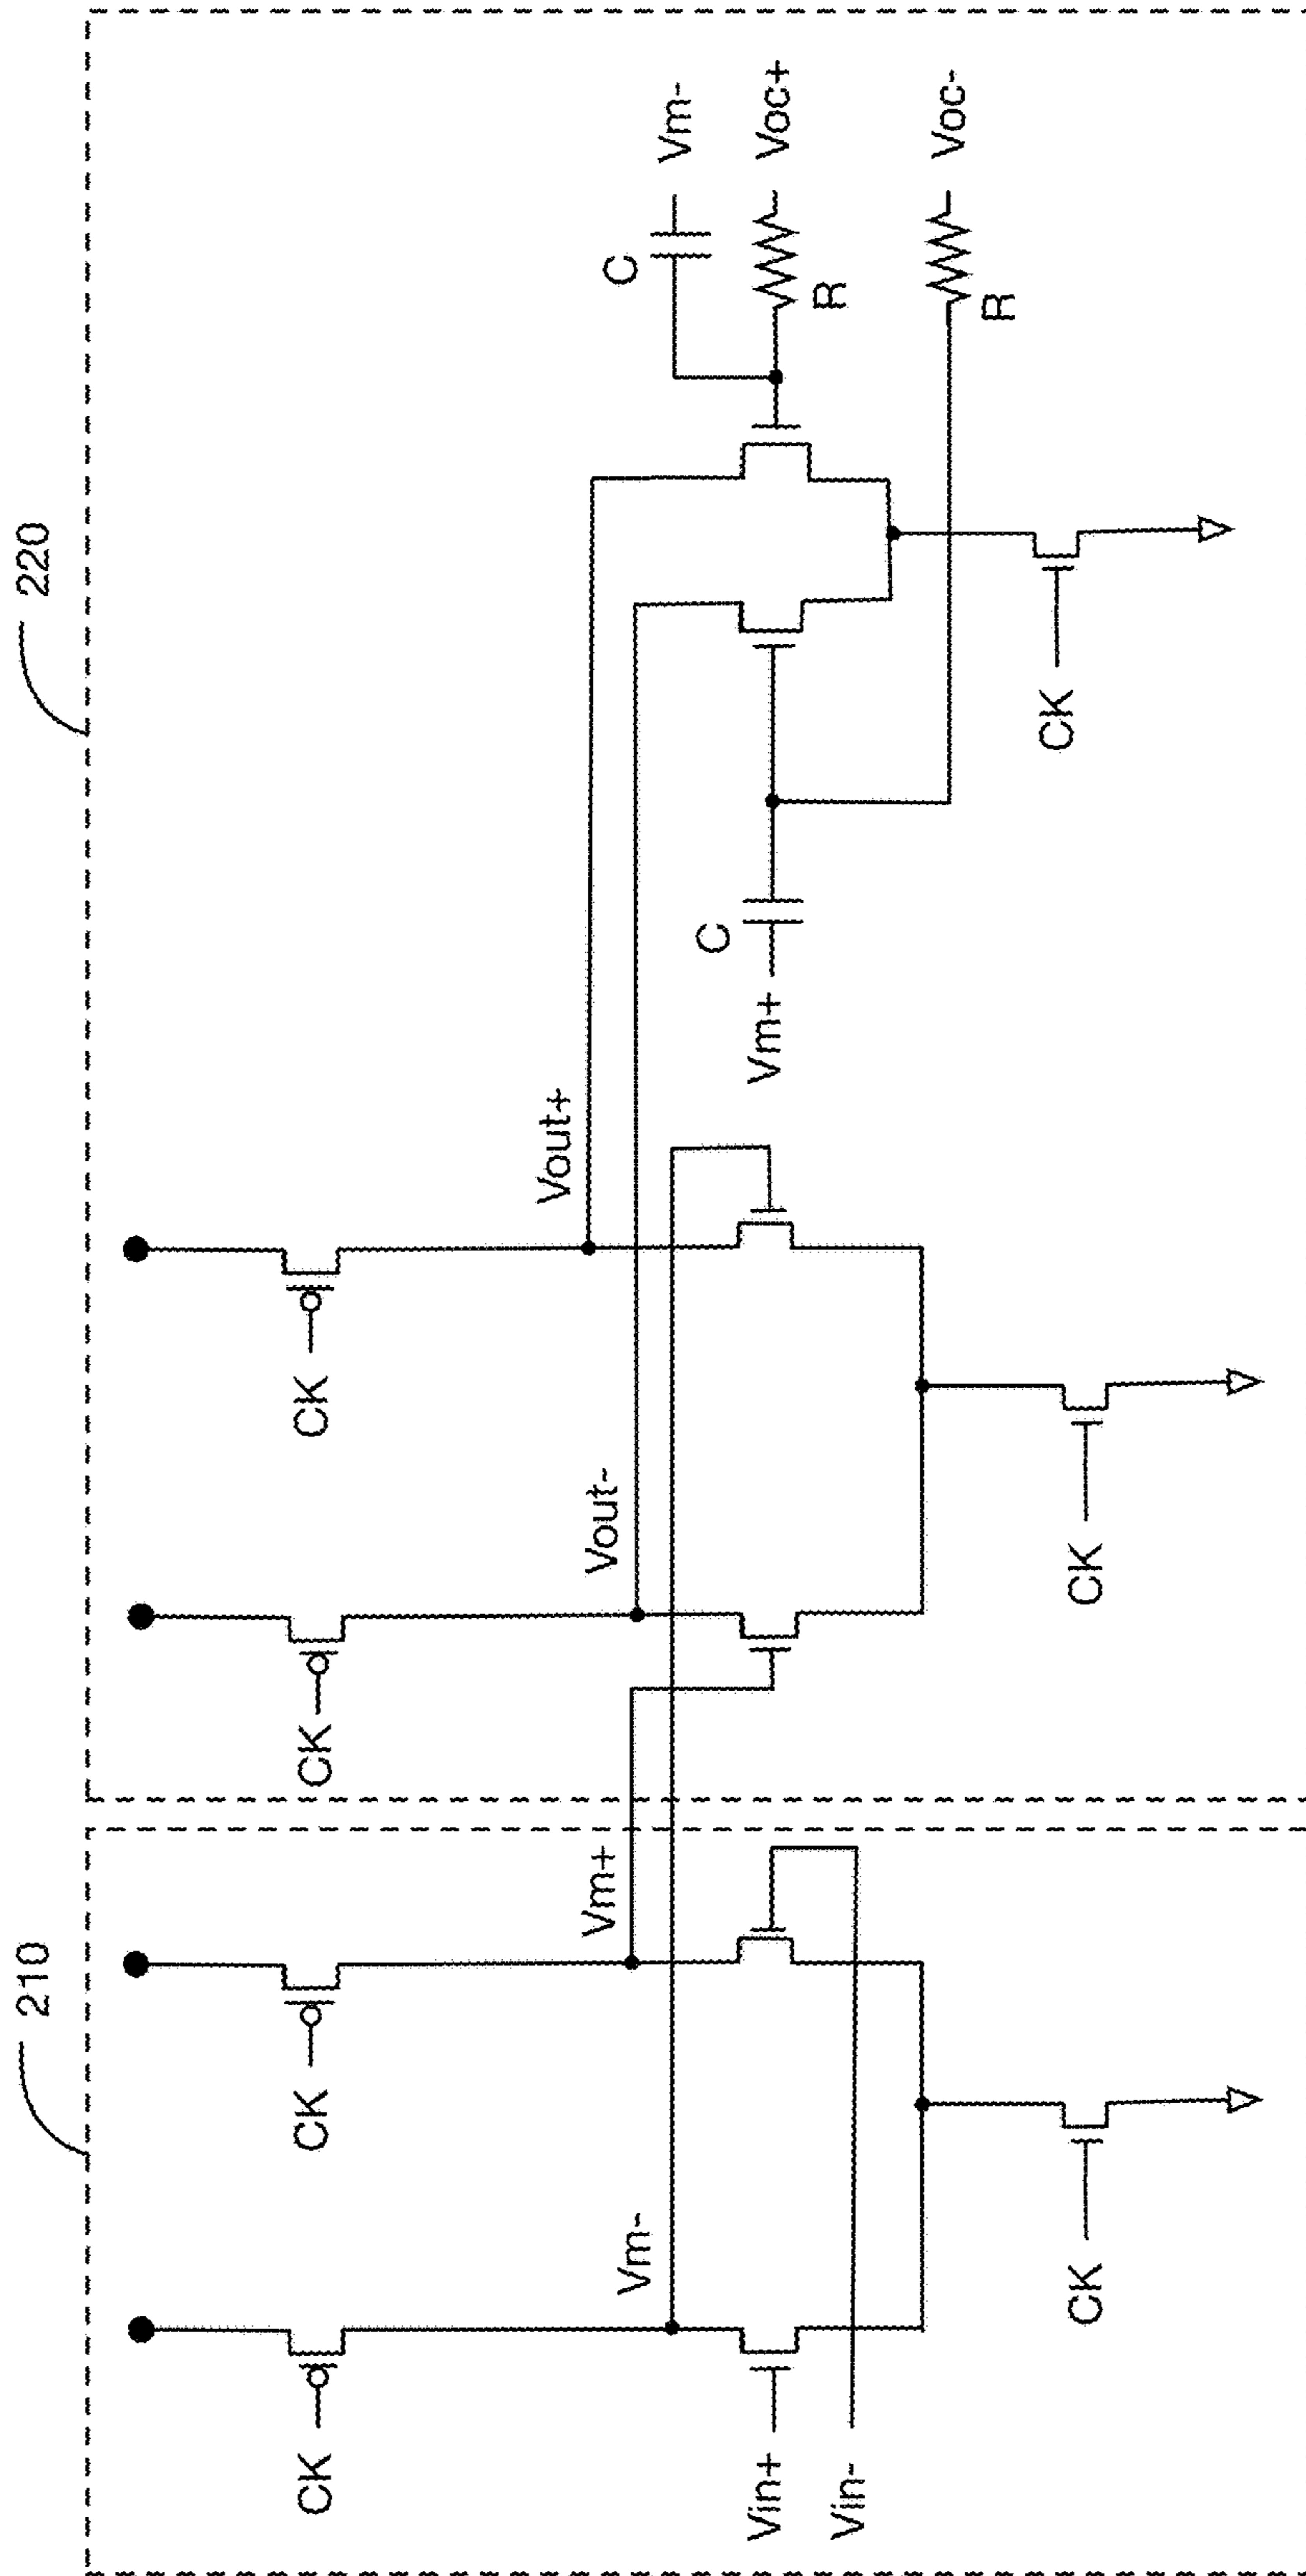 210
220
CK
CK
CK
CK
Vout+
Vm+
Vout-
Vm-
C
Vm-
Voc+
R
Voc-
R
C
Vm+
Vin+
Vin-
CK
CK
CK